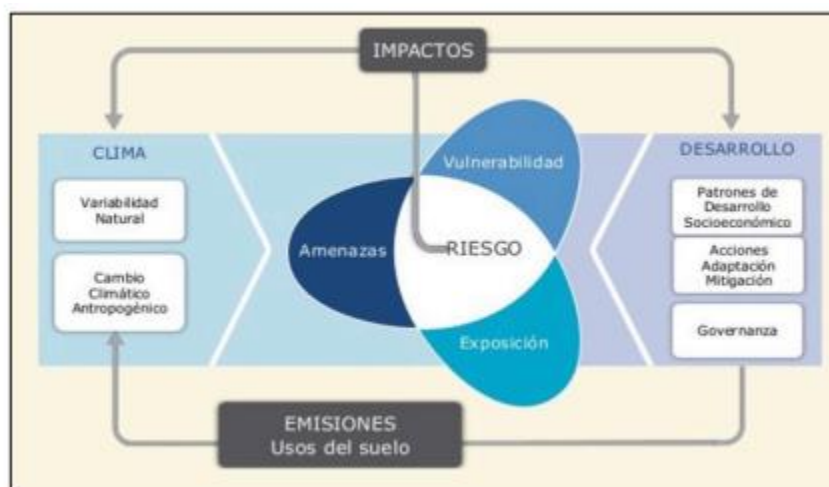 IMPACTOS
CLIMA
Variabilidad
Natural
Cambio
Climático
Antropogénico
Amenazas
Vulnerabilidad
RIESGO
Exposición
DESARROLLO
Patrones de
Desarrollo
Socioeconómico
Acciones
Adaptación
Mitigación
Governanza
EMISIONES
Usos del suelo